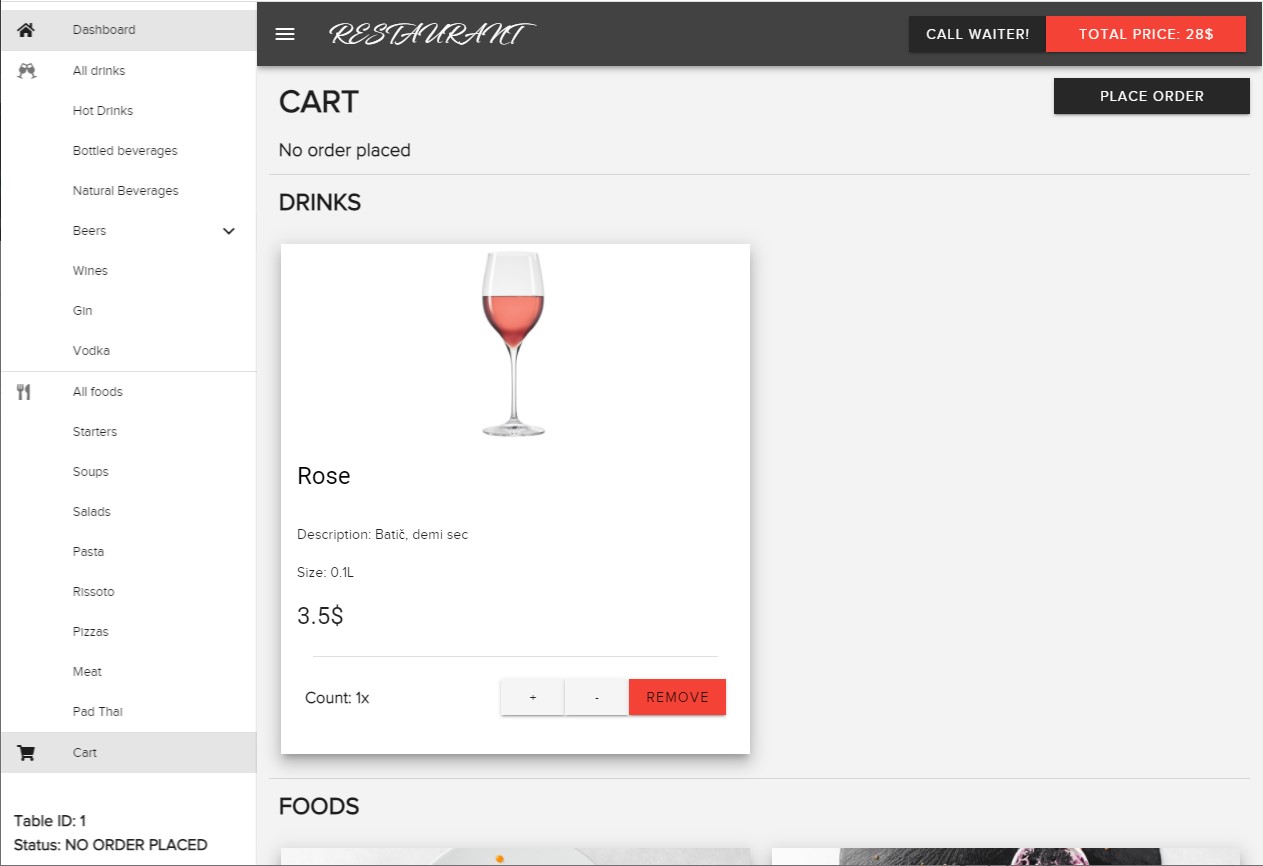 Dashboard
All drinks
Hot Drinks
Bottled beverages
Natural Beverages
Beers
Wines
Gin
Vodka
All foods
Starters
Soups
Salads
Pasta
Rissoto
Pizzas
Meat
Pad Thai
Cart
Table ID: 1
Status: NO ORDER PLACED
RESTAURANT
CALL WAITER!
TOTAL PRICE: 28$
CART
PLACE ORDER
No order placed
DRINKS
Rose
Description: Batič, demi sec
Size: 0.1L
3.5$
Count: 1x
+
-
REMOVE
FOODS